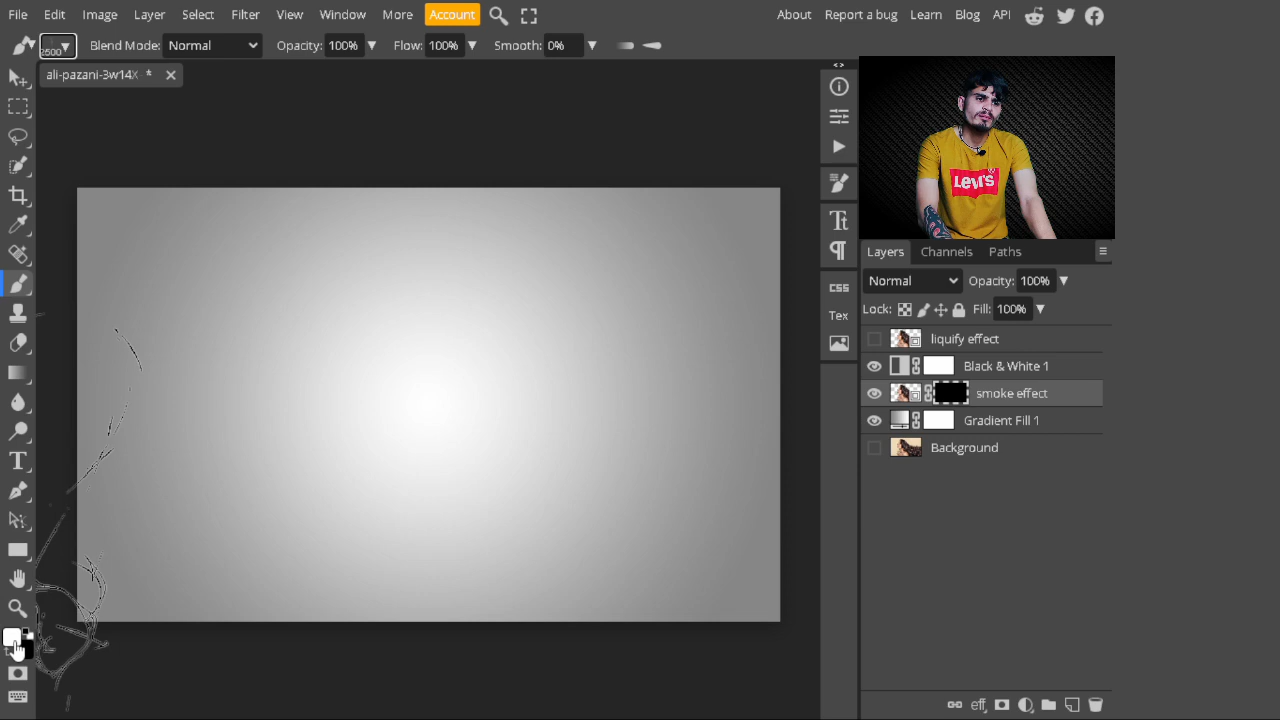 File Edit Image Layer Select Filter View Window More Account About Report a bug Learn Blog API
2500 Blend Mode: Normal Opacity: 100% Flow: 100% Smooth: 0%
ali-pazani-3w14X *
Levi's
Tt
CSS
Tex
Layers Channels Paths
Normal Opacity: 100%
Lock: Fill: 100%
liquify effect
Black & White 1
smoke effect
Gradient Fill 1
Background
eff